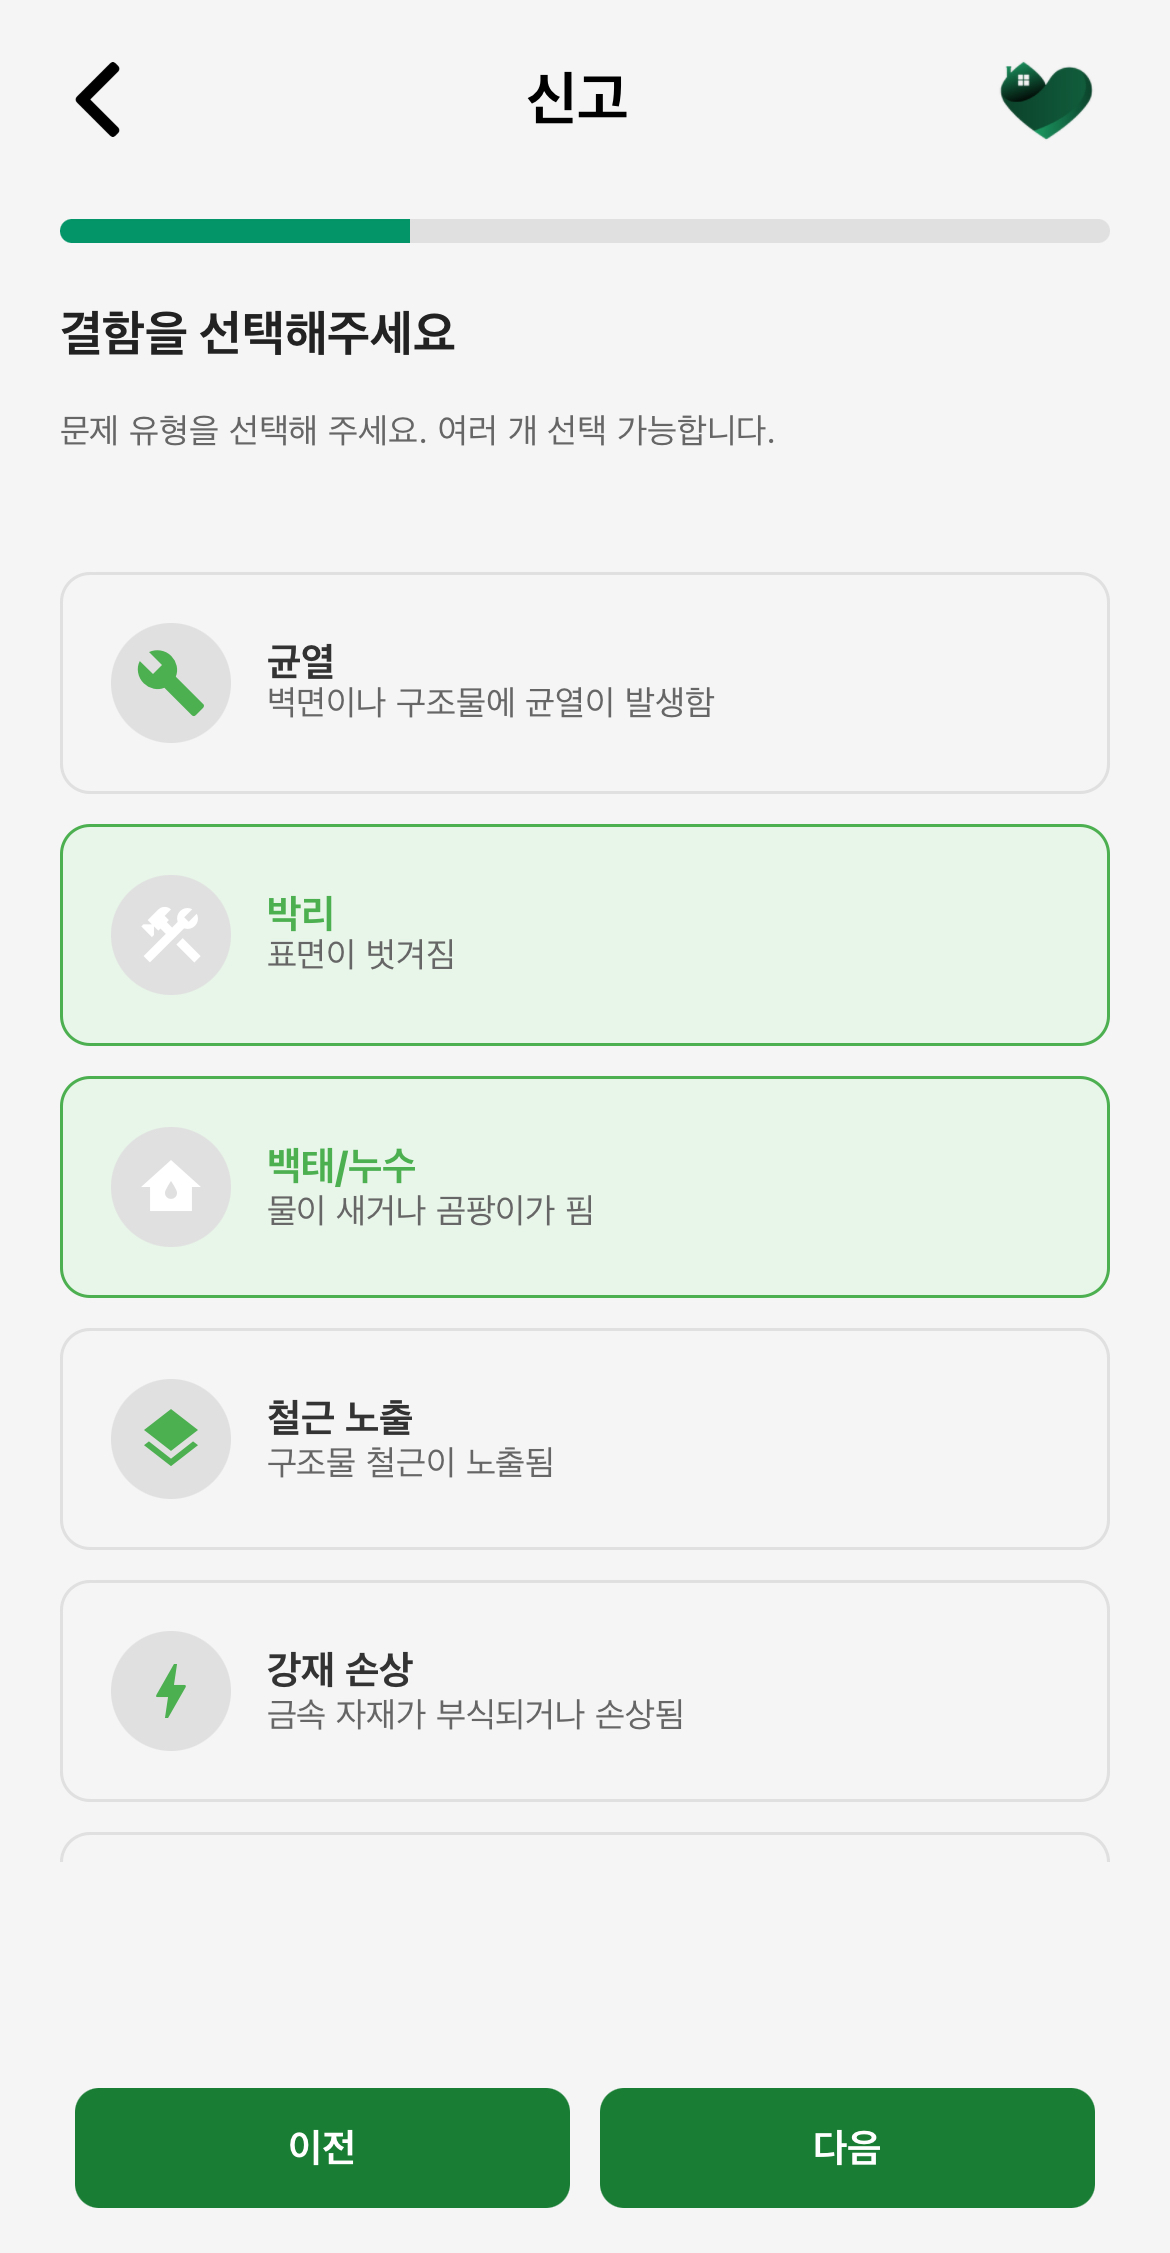 신고
결함을 선택해주세요
문제 유형을 선택해 주세요. 여러 개 선택 가능합니다.
균열
벽면이나 구조물에 균열이 발생함
박리
표면이 벗겨짐
백태/누수
물이 새거나 곰팡이가 핌
철근 노출
구조물 철근이 노출됨
강재 손상
금속 자재가 부식되거나 손상됨
이전
다음